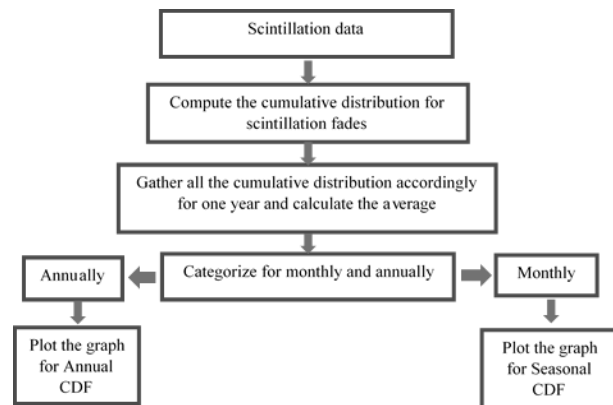 Scintillation data
Compute the cumulative distribution for
scintillation fades
Gather all the cumulative distribution accordingly
for one year and calculate the average
Annually
Categorize for monthly and annually
Monthly
Plot the graph
for Annual
CDF
Plot the graph
for Seasonal
CDF